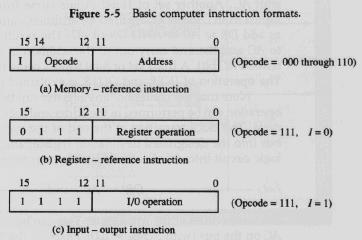 Figure 5-5 Basic computer instruction formats.
15 14 12 11 0
I Opcode Address (Opcode = 000 through 110)
(a) Memory – reference instruction
15 12 11 0
0 1 1 1 Register operation (Opcode = 111, I = 0)
(b) Register – reference instruction
15 12 11 0
1 1 1 1 I/O operation (Opcode = 111, I = 1)
(c) Input – output instruction